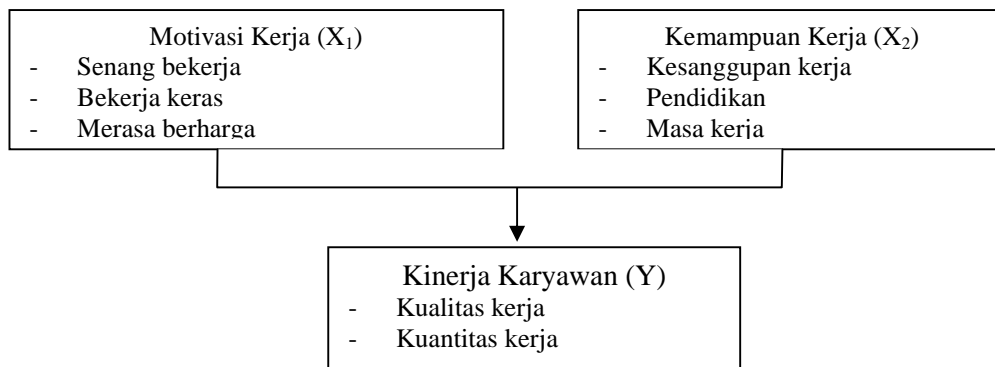 Motivasi Kerja (X₁)
- Senang bekerja
- Bekerja keras
- Merasa berharga
Kemampuan Kerja (X₂)
- Kesanggupan kerja
- Pendidikan
- Masa kerja
Kinerja Karyawan (Y)
- Kualitas kerja
- Kuantitas kerja